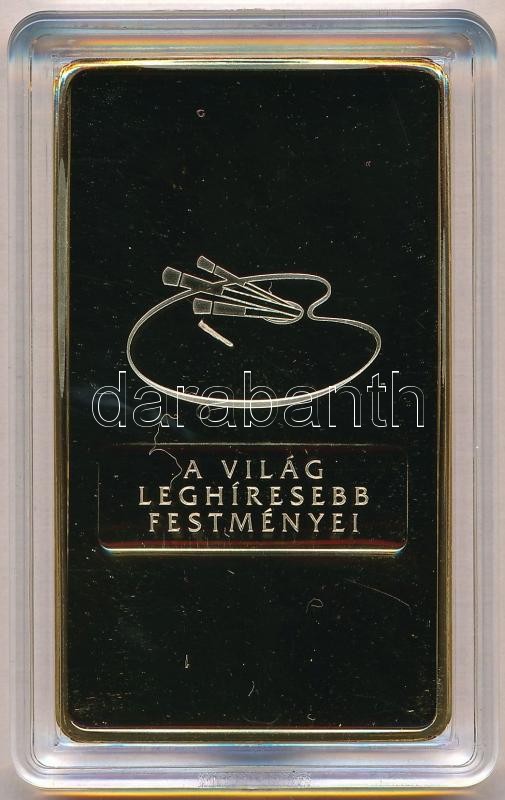 darabanth
A VILÁG
LEGHÍRESEBB
FESTMÉNYEI